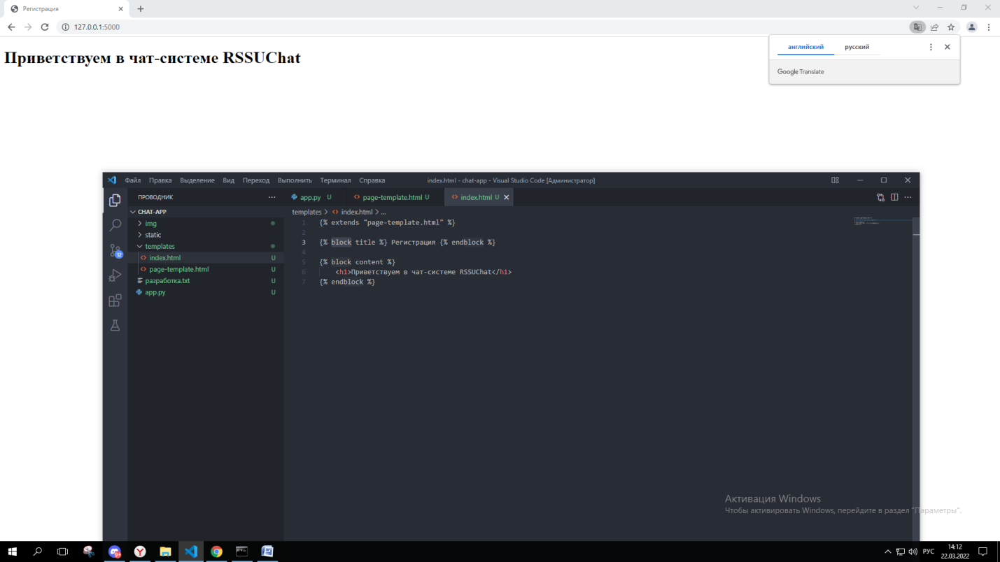 Регистрация
127.0.0.1:5000
английский русский
Google Translate
Приветствуем в чат-системе RSSUChat
Файл Правка Выделение Вид Переход Выполнить Терминал Справка index.html - chat-app - Visual Studio Code [Администратор]
ПРОВОДНИК
CHAT-APP
img
static
templates
index.html U
page-template.html U
разработка.txt U
app.py U
12
app.py U page-template.html U index.html U
templates > index.html > ...
1 {% extends "page-template.html" %}
2
3 {% block title %} Регистрация {% endblock %}
4
5 {% block content %}
6 <h1>Приветствуем в чат-системе RSSUChat</h1>
7 {% endblock %}
Активация Windows
Чтобы активировать Windows, перейдите в раздел "Параметры".
РУС
14:12
22.03.2022